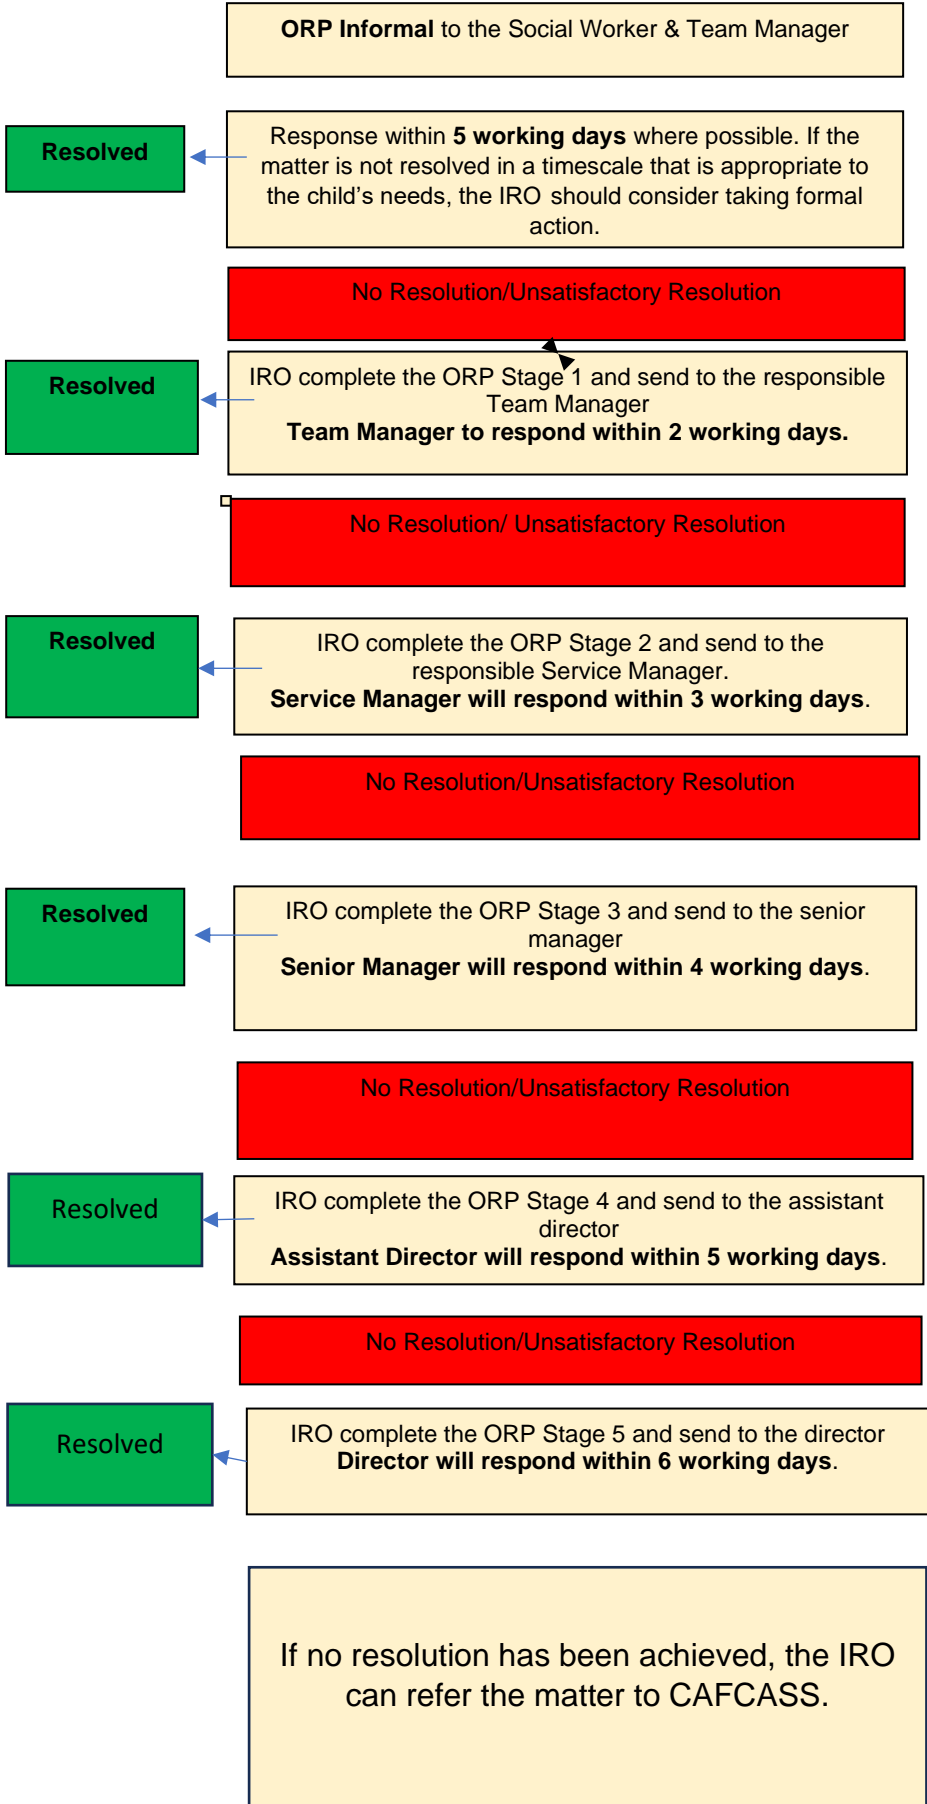 ORP Informal to the Social Worker & Team Manager
Resolved
Response within 5 working days where possible. If the
matter is not resolved in a timescale that is appropriate to
the child's needs, the IRO should consider taking formal
action.
No Resolution/Unsatisfactory Resolution
Resolved
IRO complete the ORP Stage 1 and send to the responsible
Team Manager
Team Manager to respond within 2 working days.
No Resolution/ Unsatisfactory Resolution
Resolved
IRO complete the ORP Stage 2 and send to the
responsible Service Manager.
Service Manager will respond within 3 working days.
No Resolution/Unsatisfactory Resolution
Resolved
IRO complete the ORP Stage 3 and send to the senior
manager
Senior Manager will respond within 4 working days.
No Resolution/Unsatisfactory Resolution
Resolved
IRO complete the ORP Stage 4 and send to the assistant
director
Assistant Director will respond within 5 working days.
No Resolution/Unsatisfactory Resolution
Resolved
IRO complete the ORP Stage 5 and send to the director
Director will respond within 6 working days.
If no resolution has been achieved, the IRO
can refer the matter to CAFCASS.